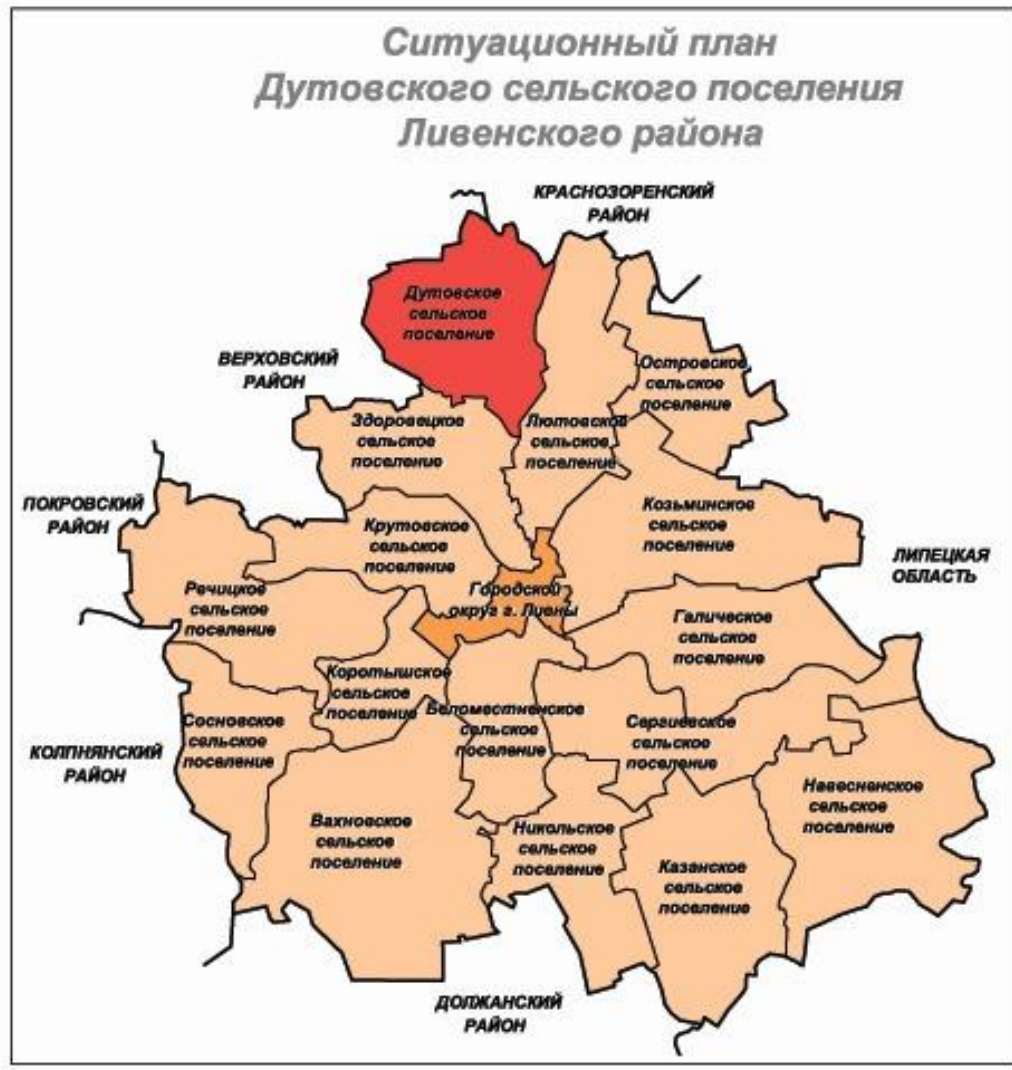 Ситуационный план
Дутовского сельского поселения
Ливенского района
КРАСНОЗОРЕНСКИЙ
РАЙОН
Дутовское
сельское
поселение
ВЕРХОВСКИЙ
РАЙОН
Островское
сельское
поселение
Здоровецкое
сельское
поселение
Лютовское
сельское
поселение
ПОКРОВСКИЙ
РАЙОН
Крутовское
сельское
поселение
Козьминское
сельское
поселение
ЛИПЕЦКАЯ
ОБЛАСТЬ
Речицкое
сельское
поселение
Городской
округ г. Ливны
Галическое
сельское
поселение
Коротышское
сельское
поселение
Беломестненское
сельское
поселение
Сергиевское
сельское
поселение
Сосновское
сельское
поселение
КОЛПНЯНСКИЙ
РАЙОН
Навесненское
сельское
поселение
Вахновское
сельское
поселение
Никольское
сельское
поселение
Казанское
сельское
поселение
ДОЛЖАНСКИЙ
РАЙОН